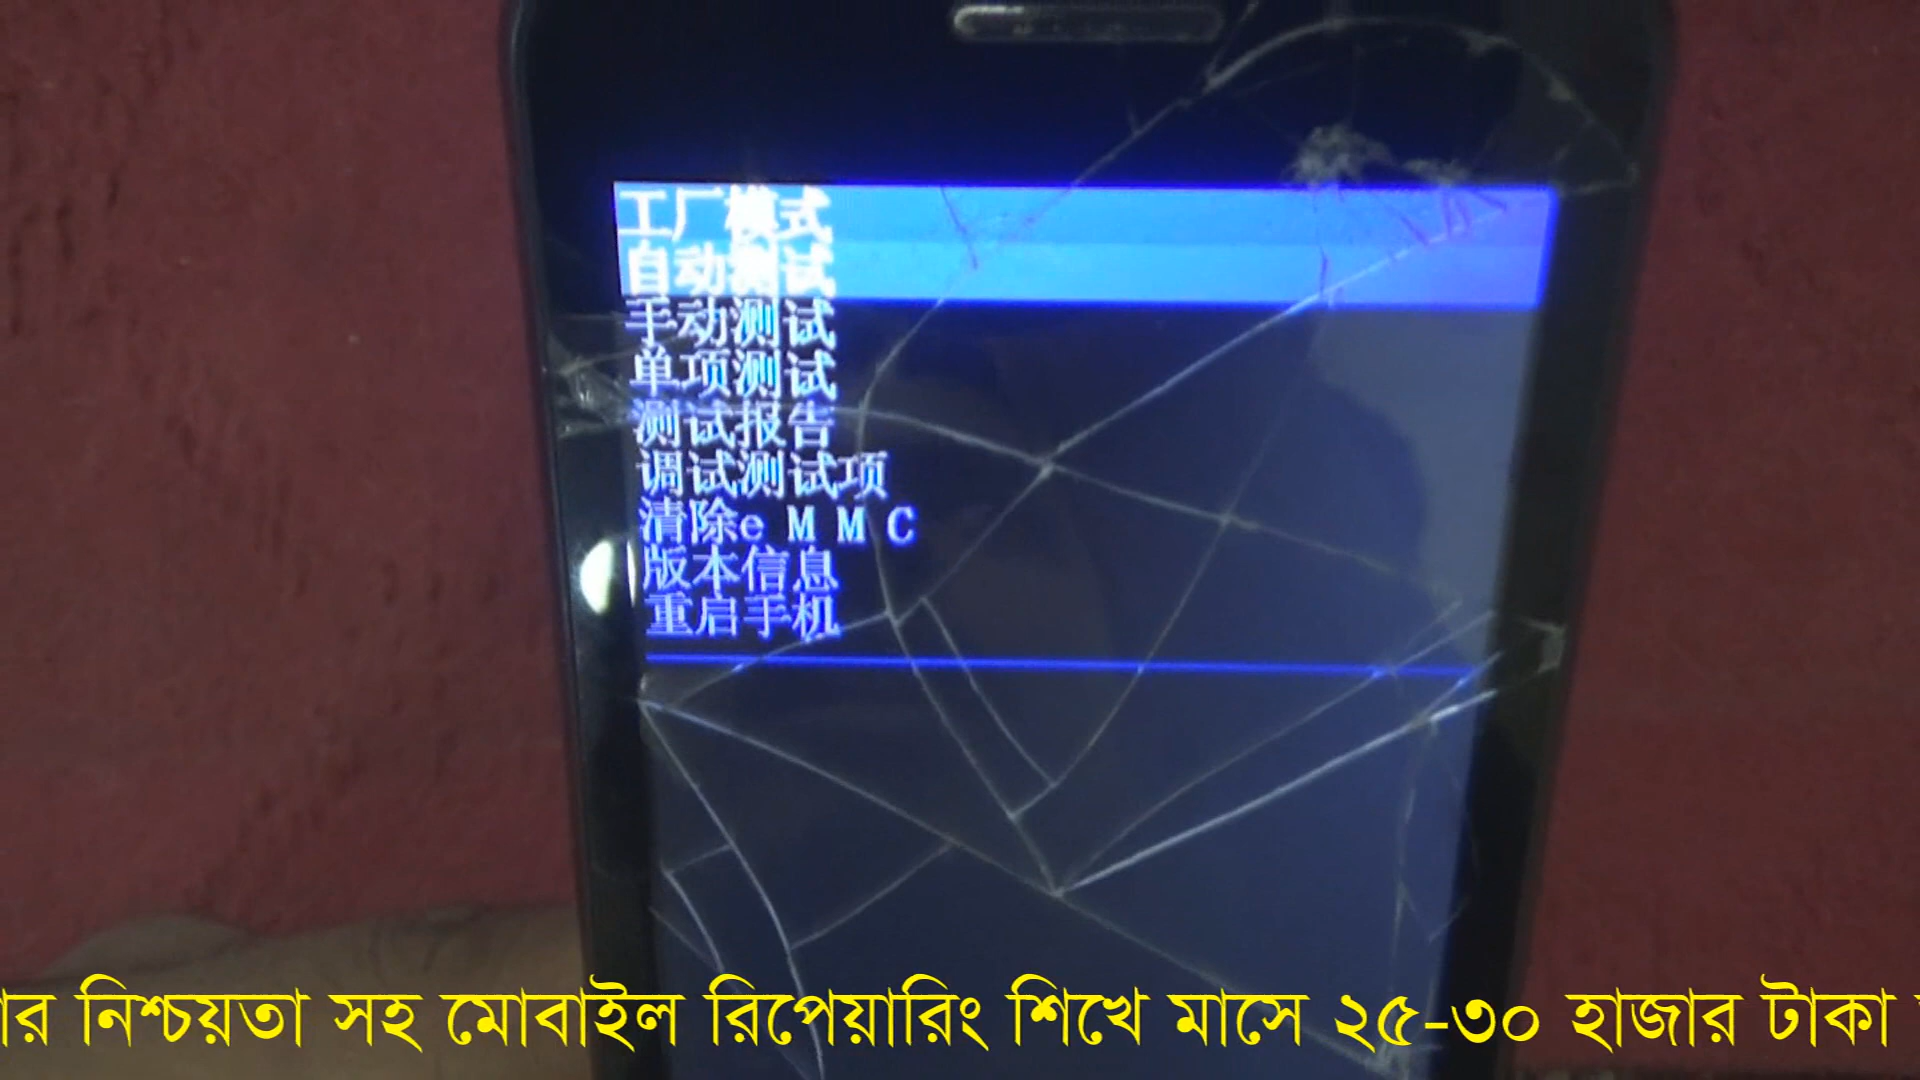 工厂模式
自动测试
手动测试
单项测试
测试报告
调试测试项
清除eMMC
版本信息
重启手机
নিশ্চয়তা সহ মোবাইল রিপেয়ারিং শিখে মাসে ২৫-৩০ হাজার টাকা